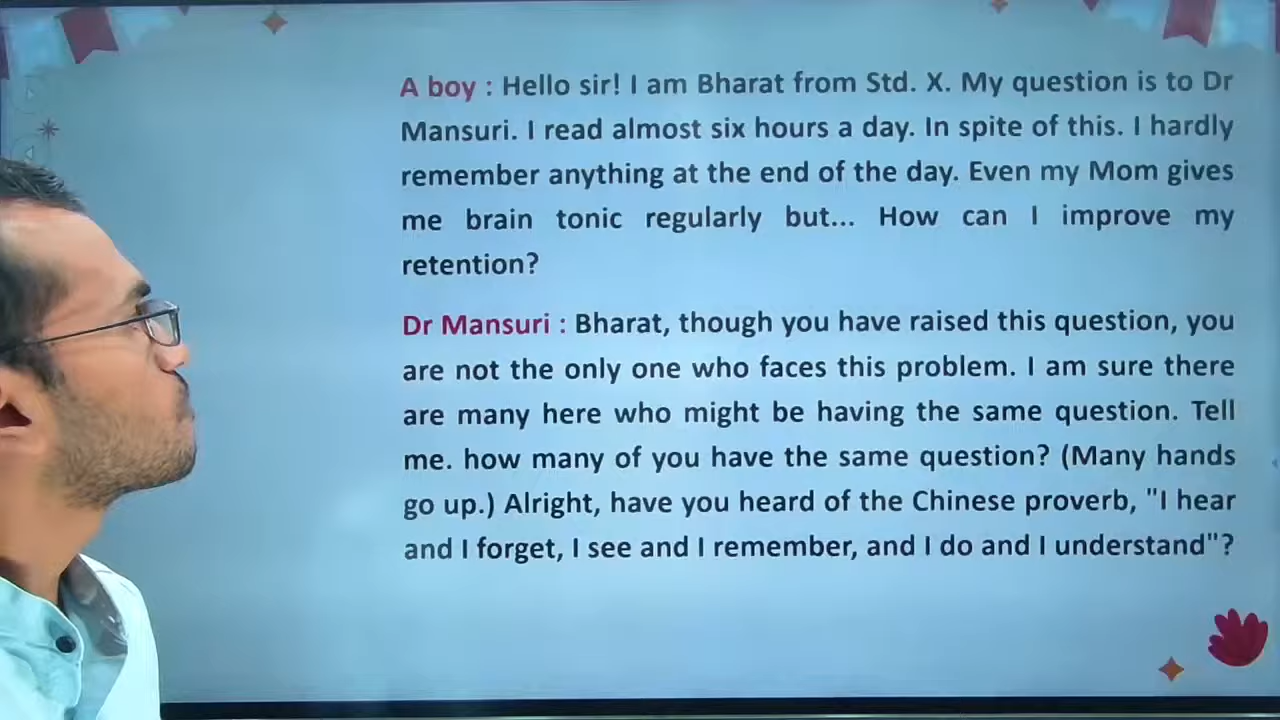 A boy : Hello sir! I am Bharat from Std. X. My question is to Dr
Mansuri. I read almost six hours a day. In spite of this. I hardly
remember anything at the end of the day. Even my Mom gives
me brain tonic regularly but... How can I improve my
retention?
Dr Mansuri : Bharat, though you have raised this question, you
are not the only one who faces this problem. I am sure there
are many here who might be having the same question. Tell
me. how many of you have the same question? (Many hands
go up.) Alright, have you heard of the Chinese proverb, "I hear
and I forget, I see and I remember, and I do and I understand"?